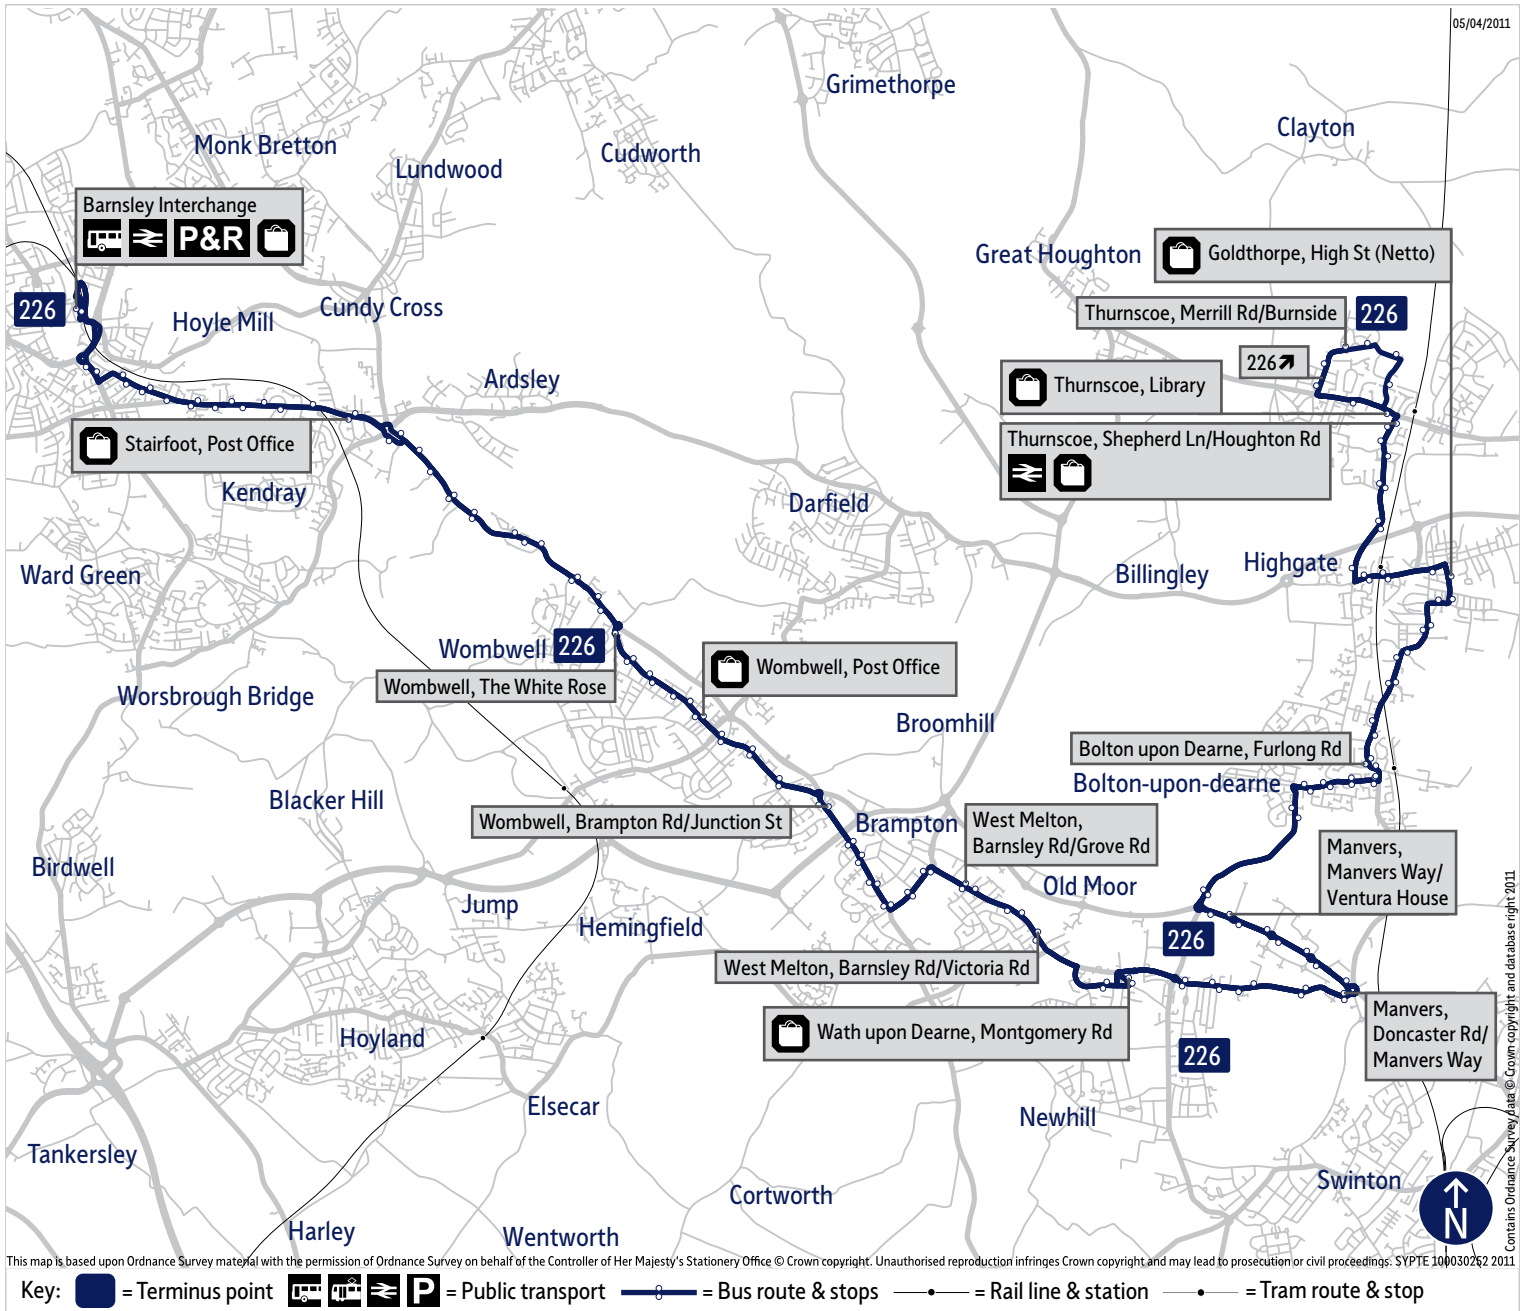 05/04/2011
Grimethorpe
Clayton
Monk Bretton
Cudworth
Lundwood
Barnsley Interchange
P&R
Great Houghton
Goldthorpe, High St (Netto)
226
Hoyle Mill
Cundy Cross
Thurnscoe, Merrill Rd/Burnside
226
226
Ardsley
Thurnscoe, Library
Stairfoot, Post Office
Thurnscoe, Shepherd Ln/Houghton Rd
Kendray
Darfield
Ward Green
Billingley
Highgate
Wombwell
226
Wombwell, Post Office
Wombwell, The White Rose
Worsbrough Bridge
Broomhill
Bolton upon Dearne, Furlong Rd
Bolton-upon-dearne
Blacker Hill
Wombwell, Brampton Rd/Junction St
Brampton
West Melton,
Barnsley Rd/Grove Rd
Manvers,
Manvers Way/
Ventura House
Birdwell
Old Moor
Jump
Hemingfield
226
West Melton, Barnsley Rd/Victoria Rd
Manvers,
Doncaster Rd/
Manvers Way
Hoyland
Wath upon Dearne, Montgomery Rd
226
Elsecar
Newhill
Tankersley
Swinton
Cortworth
N
Harley
Wentworth
Contains Ordnance Survey data © Crown copyright and database right 2011
This map is based upon Ordnance Survey material with the permission of Ordnance Survey on behalf of the Controller of Her Majesty's Stationery Office © Crown copyright. Unauthorised reproduction infringes Crown copyright and may lead to prosecution or civil proceedings. SYPTE 100030252 2011
Key: = Terminus point P = Public transport = Bus route & stops = Rail line & station = Tram route & stop